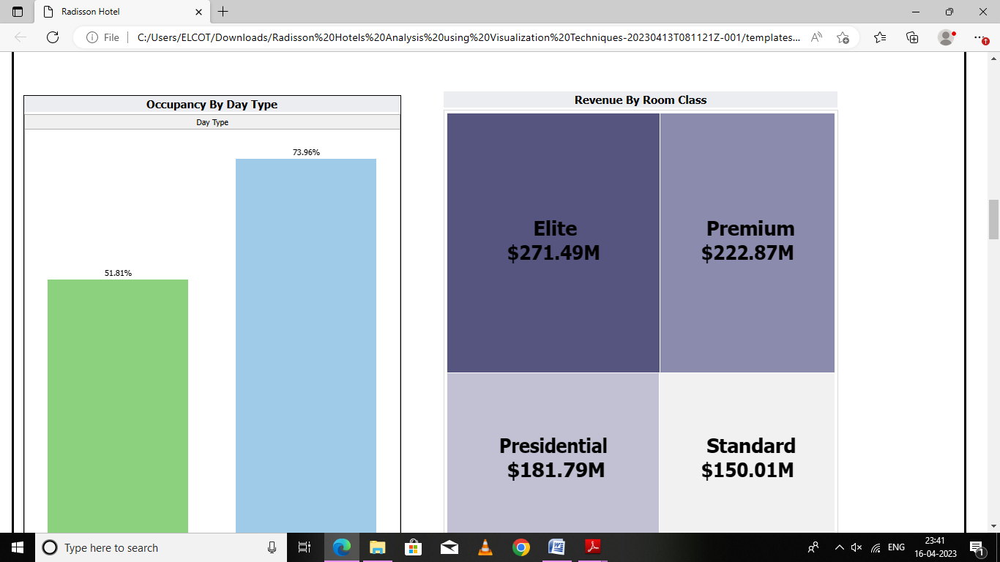 Radisson Hotel
File
C:/Users/ELCOT/Downloads/Radisson%20Hotels%20Analysis%20using%20Visualization%20Techniques-20230413T081121Z-001/templates...
Occupancy By Day Type
Day Type
73.96%
51.81%
Revenue By Room Class
Elite
$271.49M
Premium
$222.87M
Presidential
$181.79M
Standard
$150.01M
Type here to search
ENG
23:41
16-04-2023
1